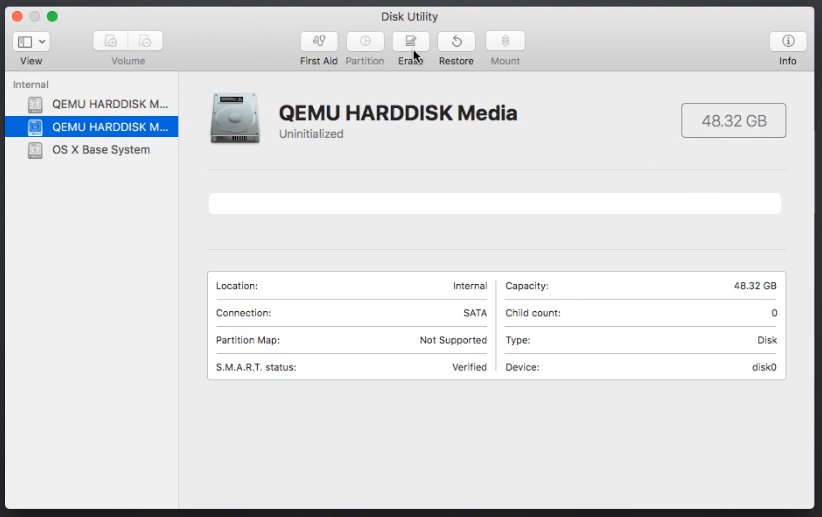 Disk Utility
View Volume First Aid Partition Erase Restore Mount Info
Internal
QEMU HARDDISK M...
QEMU HARDDISK M...
OS X Base System
QEMU HARDDISK Media
Uninitialized
48.32 GB
Location: Internal
Capacity: 48.32 GB
Connection: SATA
Child count: 0
Partition Map: Not Supported
Type: Disk
S.M.A.R.T. status: Verified
Device: disk0